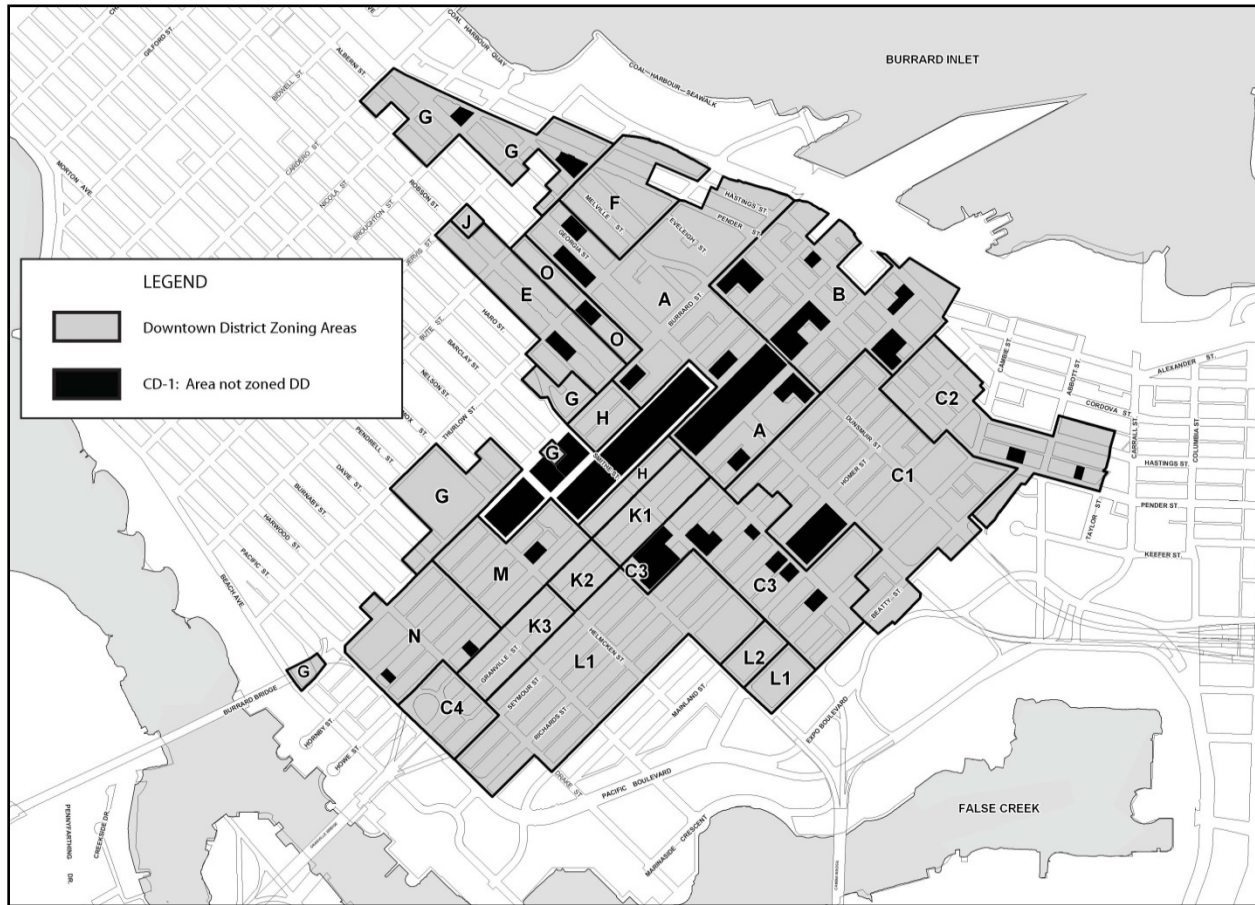 GILFORD ST.
COAL HARBOUR QUAY
COAL HARBOUR SEAWALK
BURRARD INLET
ALBERNI ST.
BIDWELL ST.
CARDERO ST.
NICOLA ST.
BROUGHTON ST.
MORTON AVE.
ROBSON ST.
JERVIS ST.
G
G
F
MELVILLE ST.
HASTINGS ST.
PENDER ST.
EVELEIGH ST.
GEORGIA ST.
J
O
E
A
B
BURRARD ST.
O
LEGEND
Downtown District Zoning Areas
CD-1: Area not zoned DD
HARO ST.
BUTE ST.
BARCLAY ST.
NELSON ST.
THURLOW ST.
G
H
SMITHE ST.
G
H
A
C2
CAMBIE ST.
ABBOTT ST.
ALEXANDER ST.
CORDOVA ST.
CARRALL ST.
COLUMBIA ST.
HASTINGS ST.
PENDER ST.
TAYLOR ST.
KEEFER ST.
DUNSMUIR ST.
HOMER ST.
C1
PENDRELL ST.
DAVIE ST.
BURNABY ST.
HARWOOD ST.
PACIFIC ST.
BEACH AVE.
G
K1
C3
C3
M
K2
K3
N
BEATTY ST.
GRANVILLE ST.
HELMCKEN ST.
L1
L2
L1
SEYMOUR ST.
RICHARDS ST.
C4
G
BURRARD BRIDGE
HORNBY ST.
HOWE ST.
MAINLAND ST.
EXPO BOULEVARD
DRAKE ST.
PACIFIC BOULEVARD
MARINASIDE CRESCENT
FALSE CREEK
GRANVILLE BRIDGE
PENNYFARTHING DR.
CREEKSIDE DR.